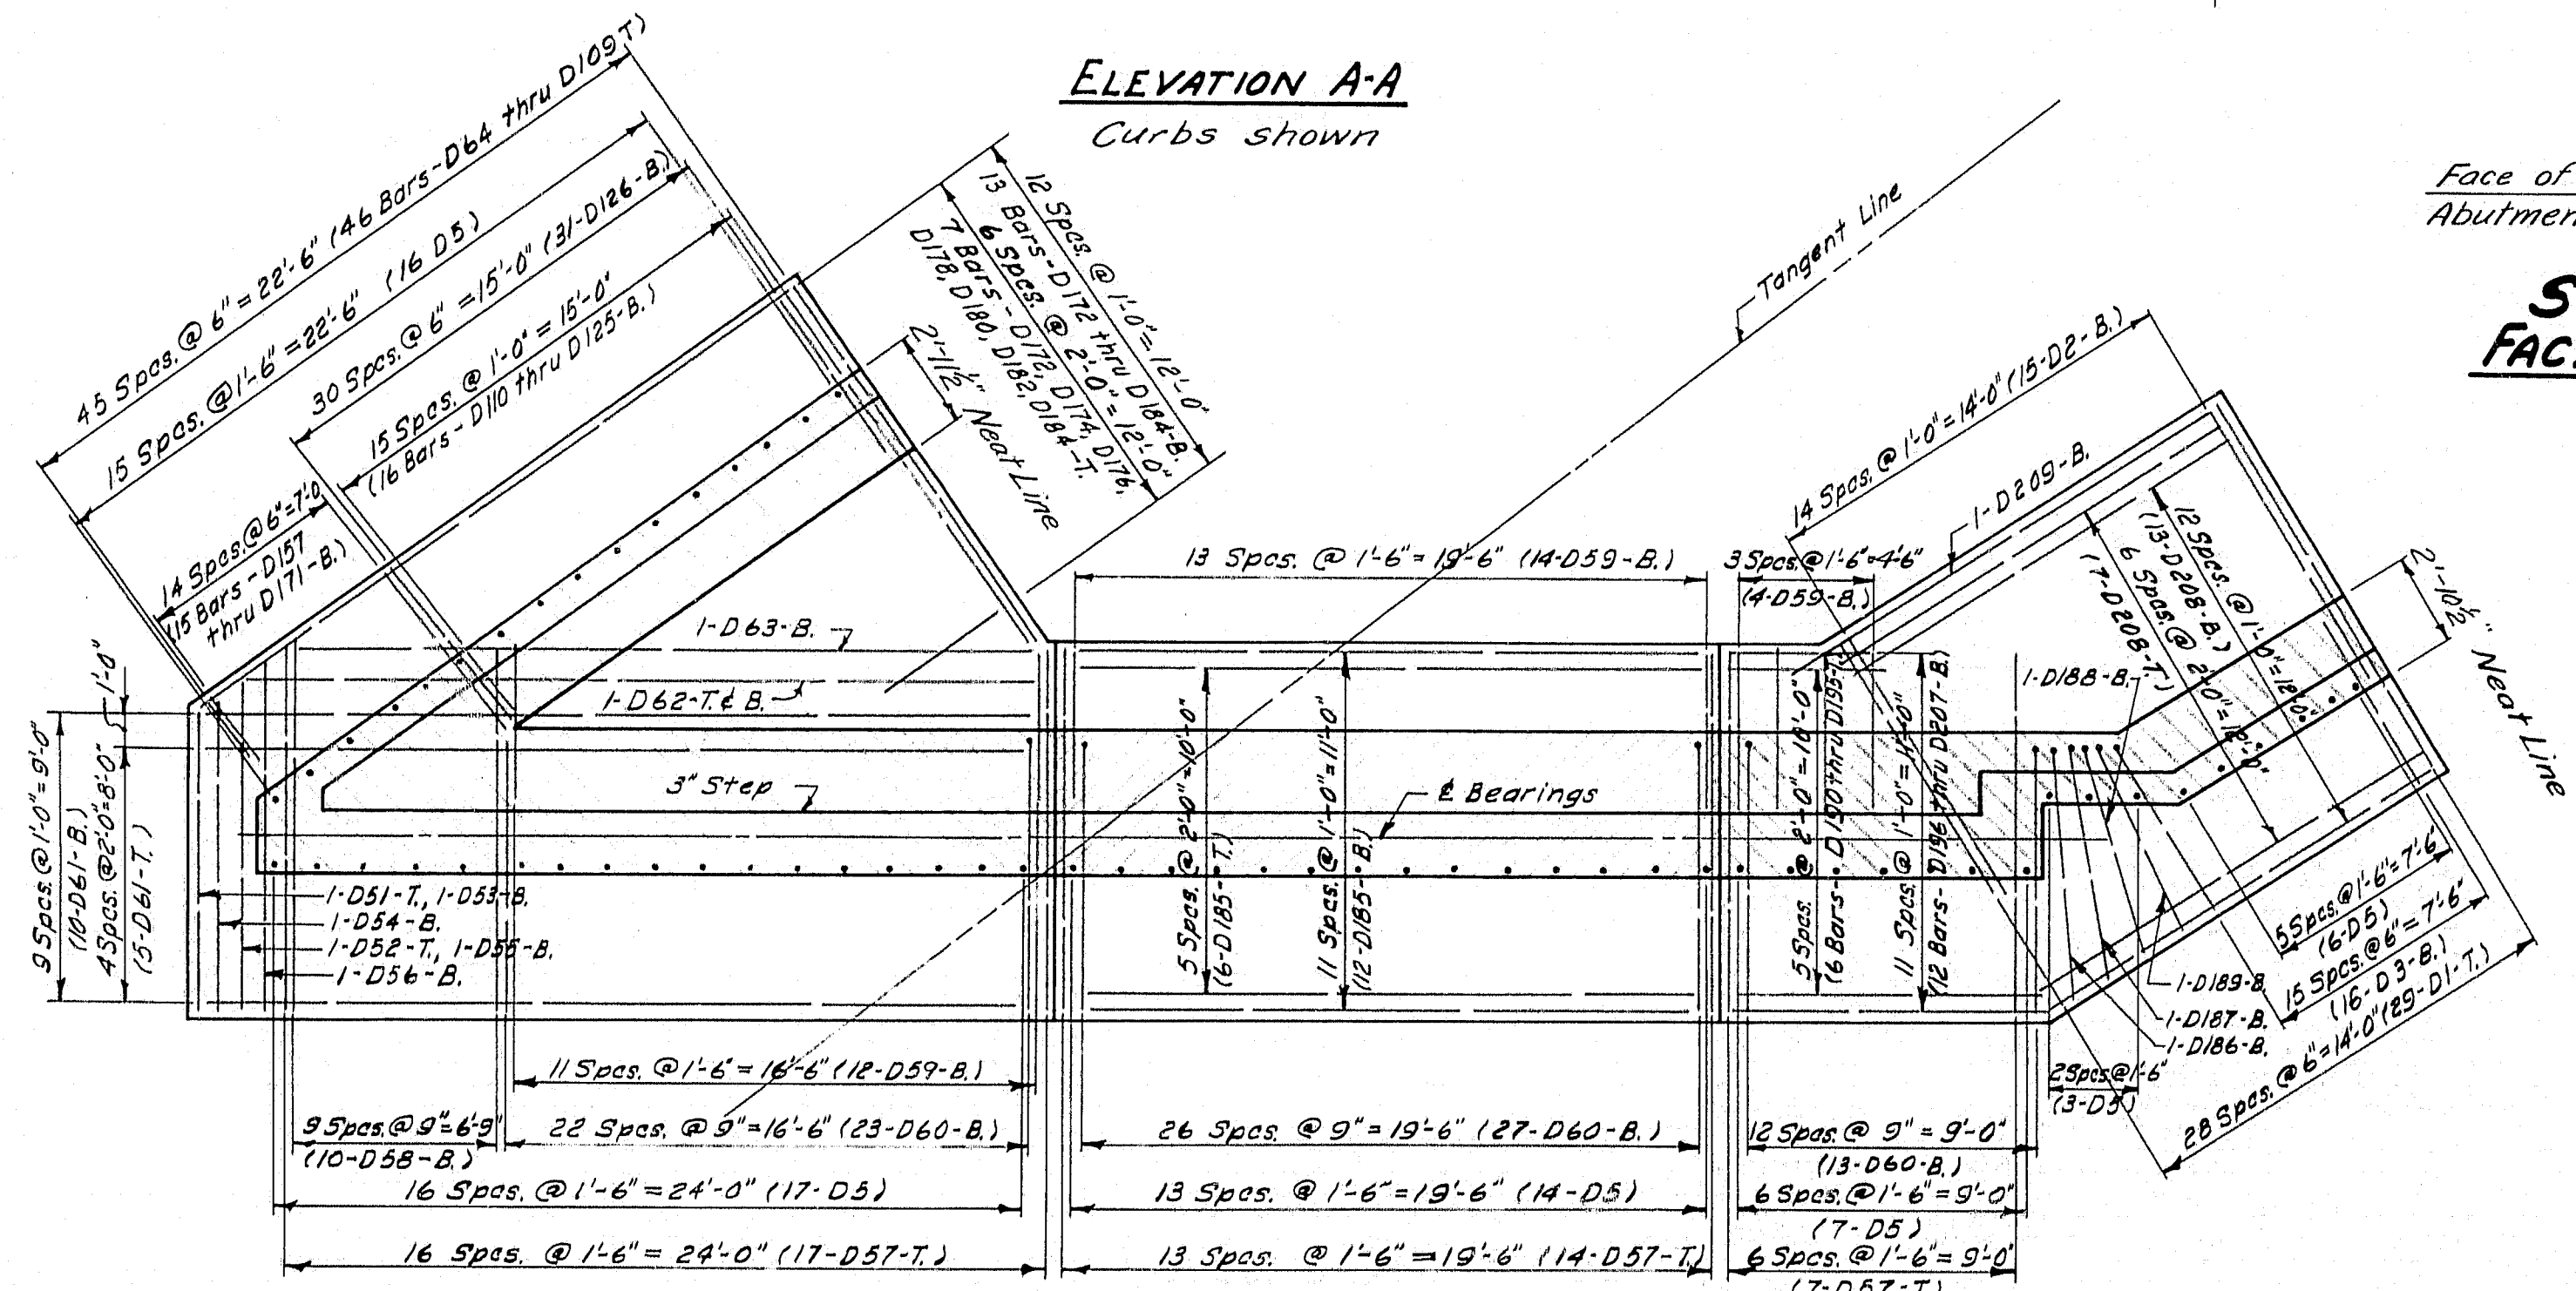 ELEVATION A-A
Curbs shown
Face of
Abutmen
S
FAC
45 Spcs. @ 6" = 22'-6" (46 Bars-D64 thru D109T)
15 Spcs. @ 1'-6" = 22'-6" (16 D5)
30 Spcs. @ 6" = 15'-0" (31-D126-B.)
15 Spcs. @ 1'-0" = 15'-0"
(16 Bars-D110 thru D125-B.)
14 Spcs. @ 6" = 7'-0
(15 Bars-D157
thru D171-B.)
12 Spcs. @ 1'-0" = 12'-0"
13 Bars-D172 thru D184-B.
6 Spcs. @ 2'-0" = 12'-0"
7 Bars-D172, D174, D176,
D178, D180, D182, D184-T.
2'-11½" Neat Line
Tangent Line
14 Spcs. @ 1'-0" = 14'-0" (15-D2-B.)
1-D209-B.
12 Spcs. @ 1'-0" = 12'-0"
(13-D208-B.)
6 Spcs. @ 2'-0" = 12'-0"
(7-D208-T.)
2'-10½" Neat Line
13 Spcs. @ 1'-6" = 19'-6" (14-D59-B.)
3 Spcs. @ 1'-6" = 4'-6"
(4-D59-B.)
1-D63-B.
1-D62-T. & B.
3" Step
℄ Bearings
1-D188-B.
1'-0"
9 Spcs. @ 1'-0" = 9'-0"
(10-D61-B.)
4 Spcs. @ 2'-0" = 8'-0"
(5-D61-T.)
5 Spcs. @ 2'-0" = 10'-0"
(6-D185-T.)
11 Spcs. @ 1'-0" = 11'-0"
(12-D185-B.)
5 Spcs. @ 2'-0" = 10'-0"
(6 Bars-D190 thru D195-T.)
11 Spcs. @ 1'-0" = 11'-0"
(12 Bars-D196 thru D207-B.)
1-D51-T., 1-D53-B.
1-D54-B.
1-D52-T., 1-D55-B.
1-D56-B.
1-D189-B.
1-D187-B.
1-D186-B.
5 Spcs. @ 1'-6" = 7'-6"
(6-D5)
15 Spcs. @ 6" = 7'-6"
(16-D3-B.)
28 Spcs. @ 6" = 14'-0" (29-D1-T.)
2 Spcs. @ 1'-6"
(3-D5)
11 Spcs. @ 1'-6" = 16'-6" (12-D59-B.)
9 Spcs. @ 9" = 6'-9"
(10-D58-B.)
22 Spcs. @ 9" = 16'-6" (23-D60-B.)
26 Spcs. @ 9" = 19'-6" (27-D60-B.)
12 Spcs. @ 9" = 9'-0"
(13-D60-B.)
16 Spcs. @ 1'-6" = 24'-0" (17-D5)
13 Spcs. @ 1'-6" = 19'-6" (14-D5)
6 Spcs. @ 1'-6" = 9'-0"
(7-D5)
16 Spcs. @ 1'-6" = 24'-0" (17-D57-T.)
13 Spcs. @ 1'-6" = 19'-6" (14-D57-T.)
6 Spcs. @ 1'-6" = 9'-0"
(7-D57-T)